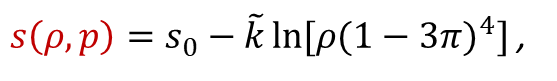 s(ρ, p) = s₀ − k̃ ln[ρ(1 − 3π)⁴] ,